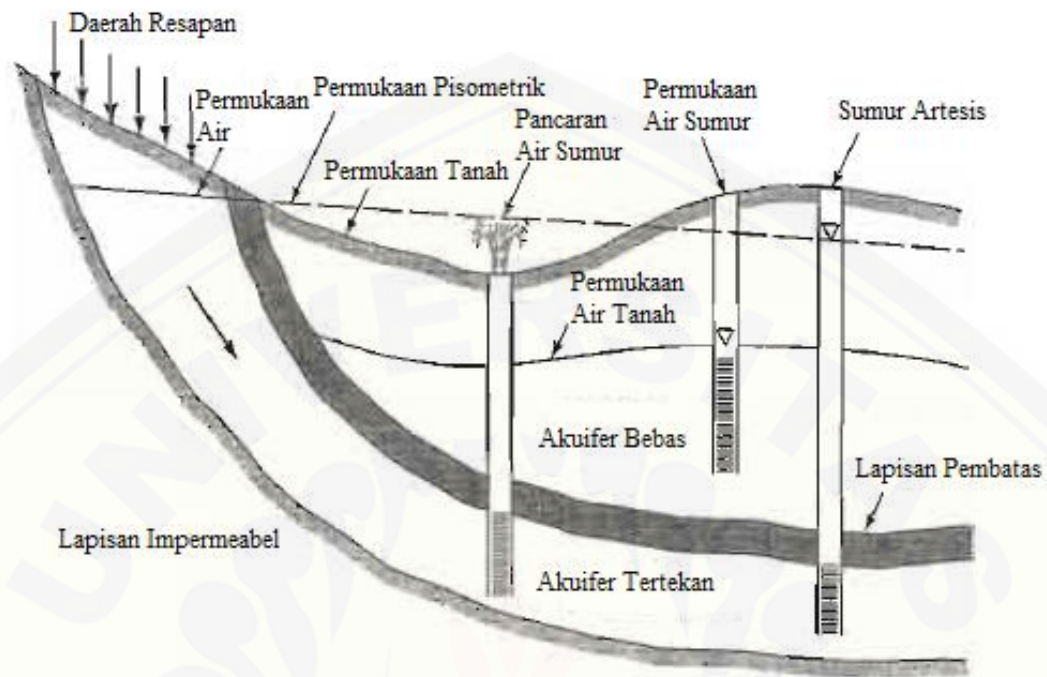 Daerah Resapan
Permukaan
Air
Permukaan Pisometrik
Permukaan Tanah
Pancaran
Air Sumur
Permukaan
Air Sumur
Sumur Artesis
Permukaan
Air Tanah
Akuifer Bebas
Lapisan Pembatas
Lapisan Impermeabel
Akuifer Tertekan
UNIVERSITAS